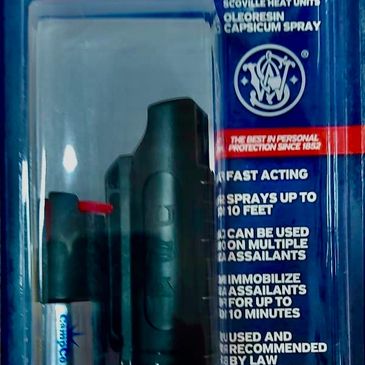 SCOVILLE HEAT UNITS
OLEORESIN
CAPSICUM SPRAY
SW
THE BEST IN PERSONAL
PROTECTION SINCE 1852
FAST ACTING
SPRAYS UP TO
10 FEET
CAN BE USED
ON MULTIPLE
ASSAILANTS
IMMOBILIZE
ASSAILANTS
FOR UP TO
10 MINUTES
USED AND
RECOMMENDED
BY LAW